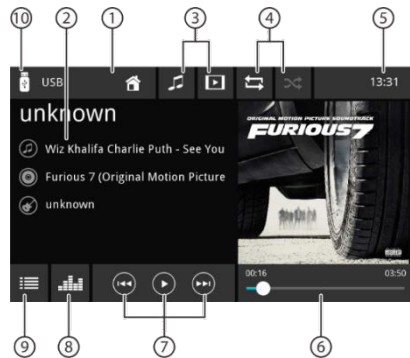 10 2 1 3 4 5
USB 13:31
unknown
Wiz Khalifa Charlie Puth - See You
Furious 7 (Original Motion Picture
unknown
ORIGINAL MOTION PICTURE SOUNDTRACK
FURIOUS7
00:16 03:50
9 8 7 6